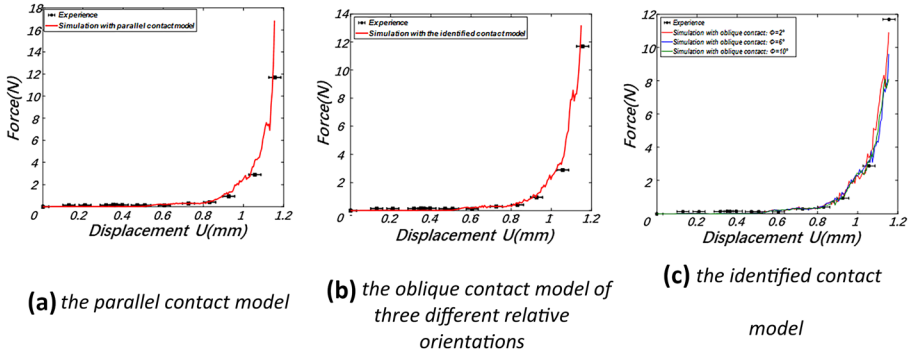 Experience
Simulation with parallel contact model
18
16
14
12
10
8
6
4
2
0
0.2
0.4
0.6
0.8
1
1.2
Force(N)
Displacement U(mm)
(a) the parallel contact model
Experience
Simulation with the identified contact model
14
12
10
8
6
4
2
0
0.2
0.4
0.6
0.8
1
1.2
Force(N)
Displacement U(mm)
(b) the oblique contact model of
three different relative
orientations
Experience
Simulation with oblique contact: Φ=2°
Simulation with oblique contact: Φ=6°
Simulation with oblique contact: Φ=10°
12
10
8
6
4
2
0
0.2
0.4
0.6
0.8
1
1.2
Force(N)
Displacement U(mm)
(c) the identified contact
model